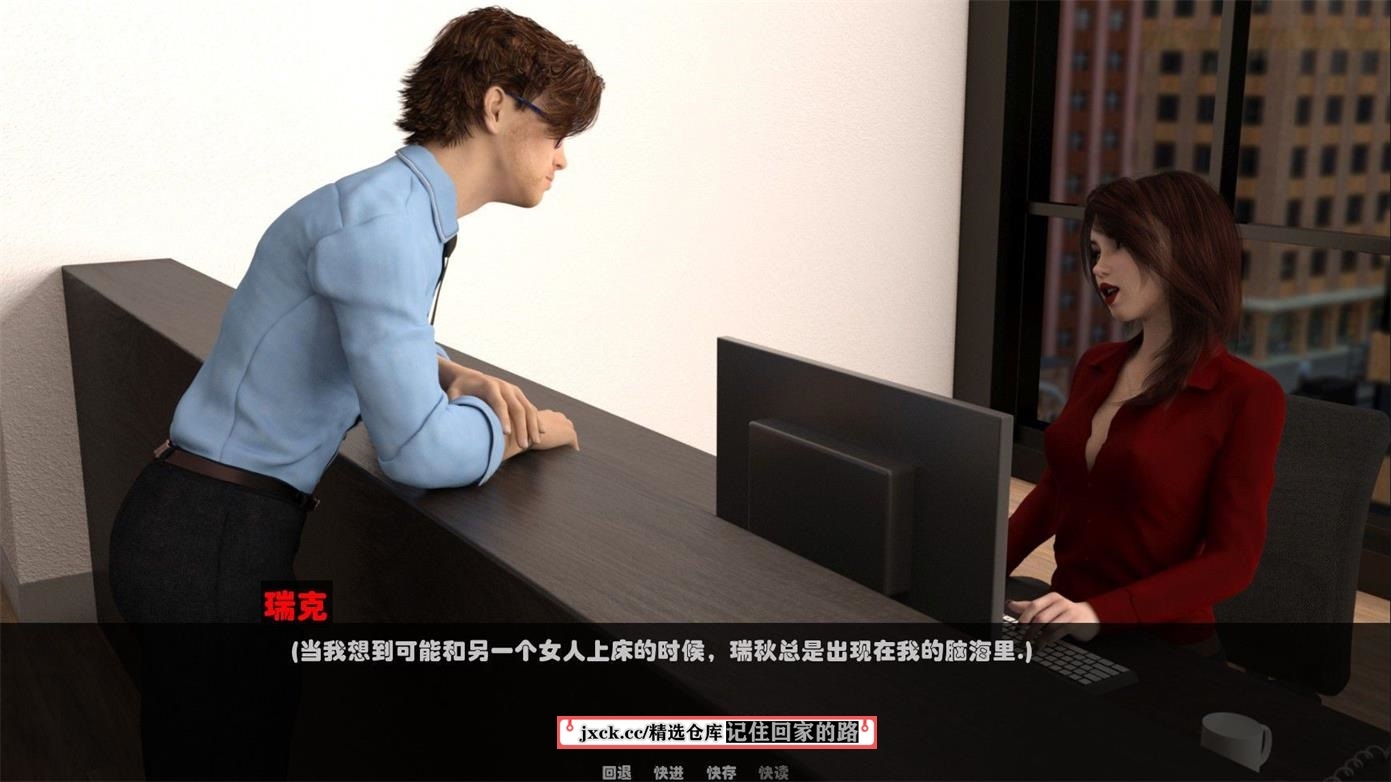 瑞克
(当我想到可能和另一个女人上床的时候，瑞秋总是出现在我的脑海里.)
jxck.cc/精选仓库记住回家的路
回退 快进 快存 快读